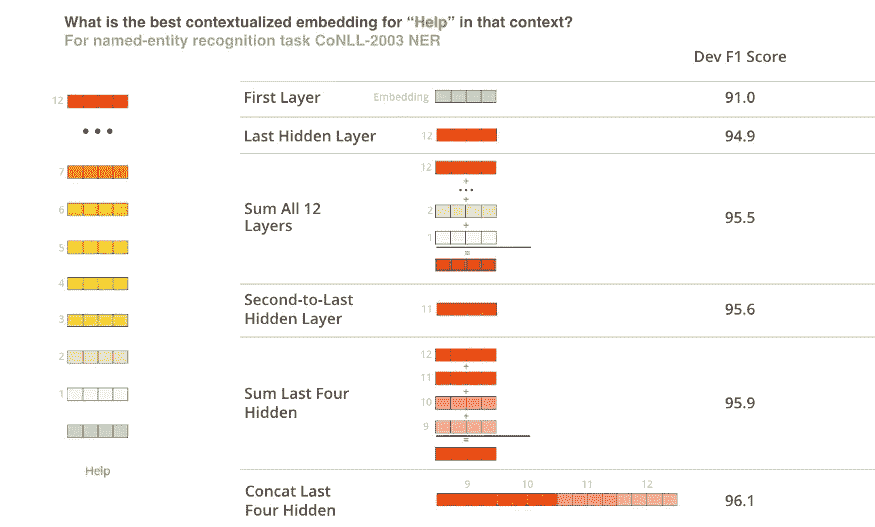 What is the best contextualized embedding for “Help” in that context?
For named-entity recognition task CoNLL-2003 NER
Dev F1 Score
12
•••
7
6
5
4
3
2
1
Help
First Layer
Embedding
91.0
Last Hidden Layer
12
94.9
Sum All 12
Layers
12
+
•••
+
2
+
1
=
95.5
Second-to-Last
Hidden Layer
11
95.6
Sum Last Four
Hidden
12
+
11
+
10
+
9
=
95.9
Concat Last
Four Hidden
9 10 11 12
96.1